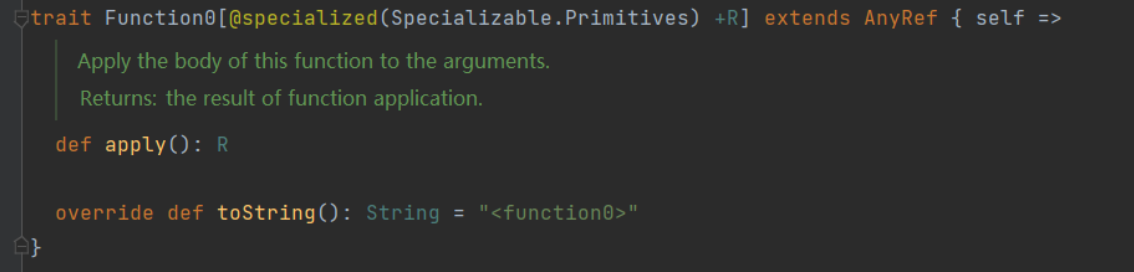 trait Function0[@specialized(Specializable.Primitives) +R] extends AnyRef { self =>
Apply the body of this function to the arguments.
Returns: the result of function application.
def apply(): R
override def toString(): String = "<function0>"
}